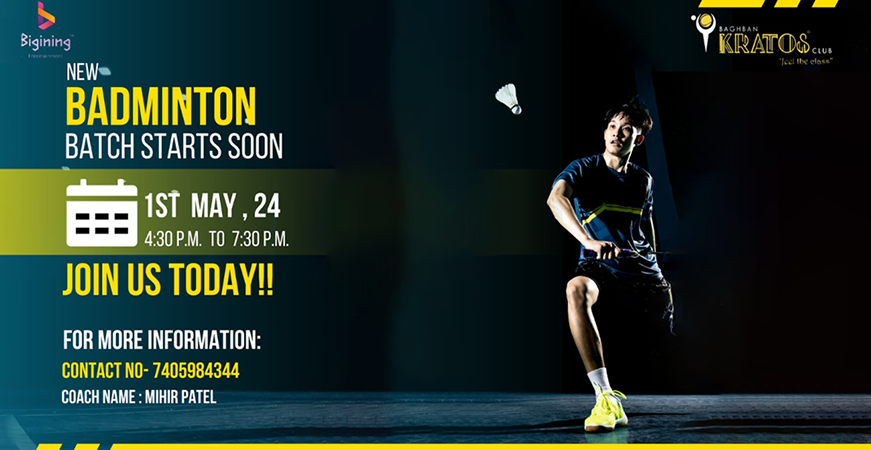 Bigining
BAGHBAN
KRATOS CLUB
"feel the class"
NEW
BADMINTON
BATCH STARTS SOON
1ST MAY , 24
4:30 P.M. TO 7:30 P.M.
JOIN US TODAY!!
FOR MORE INFORMATION:
CONTACT NO- 7405984344
COACH NAME : MIHIR PATEL